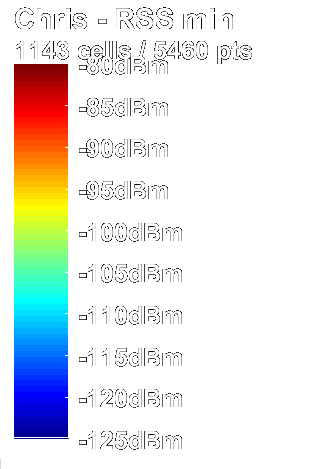 Chris - RSS min
1143 cells / 5460 pts
-80dBm
-85dBm
-90dBm
-95dBm
-100dBm
-105dBm
-110dBm
-115dBm
-120dBm
-125dBm